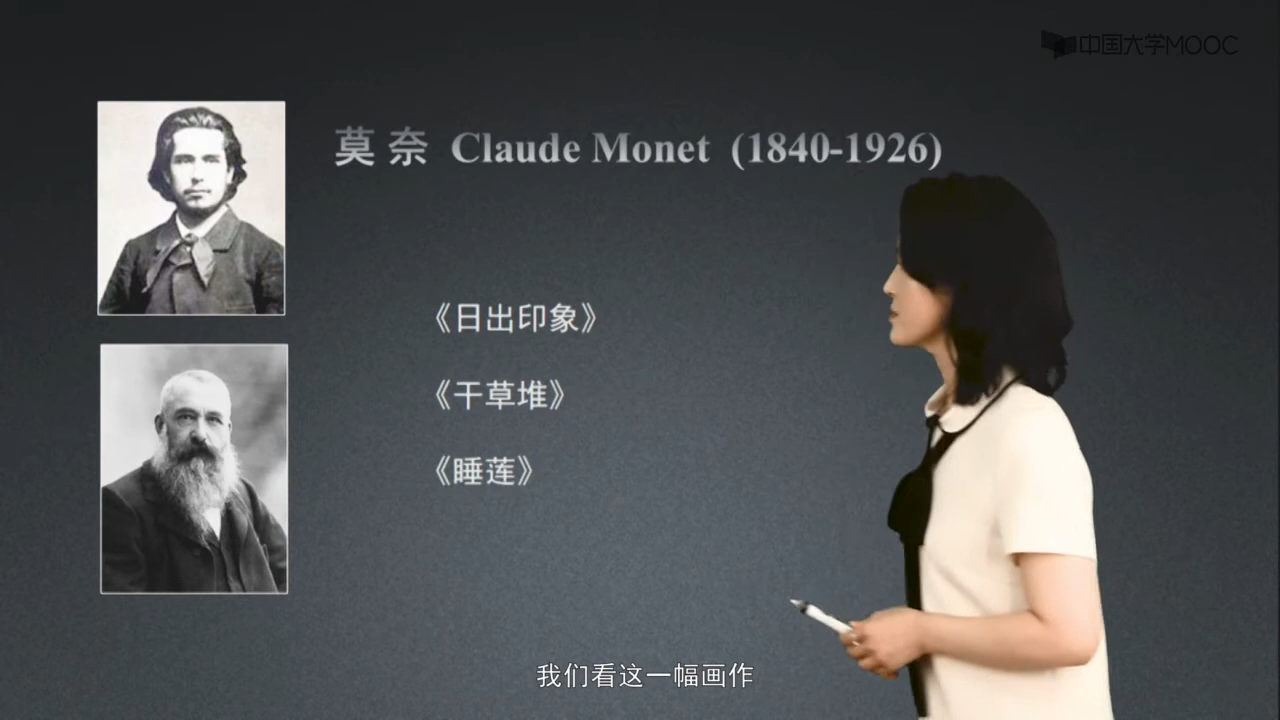 中国大学MOOC
莫奈 Claude Monet (1840-1926)
《日出印象》
《干草堆》
《睡莲》
我们看这一幅画作